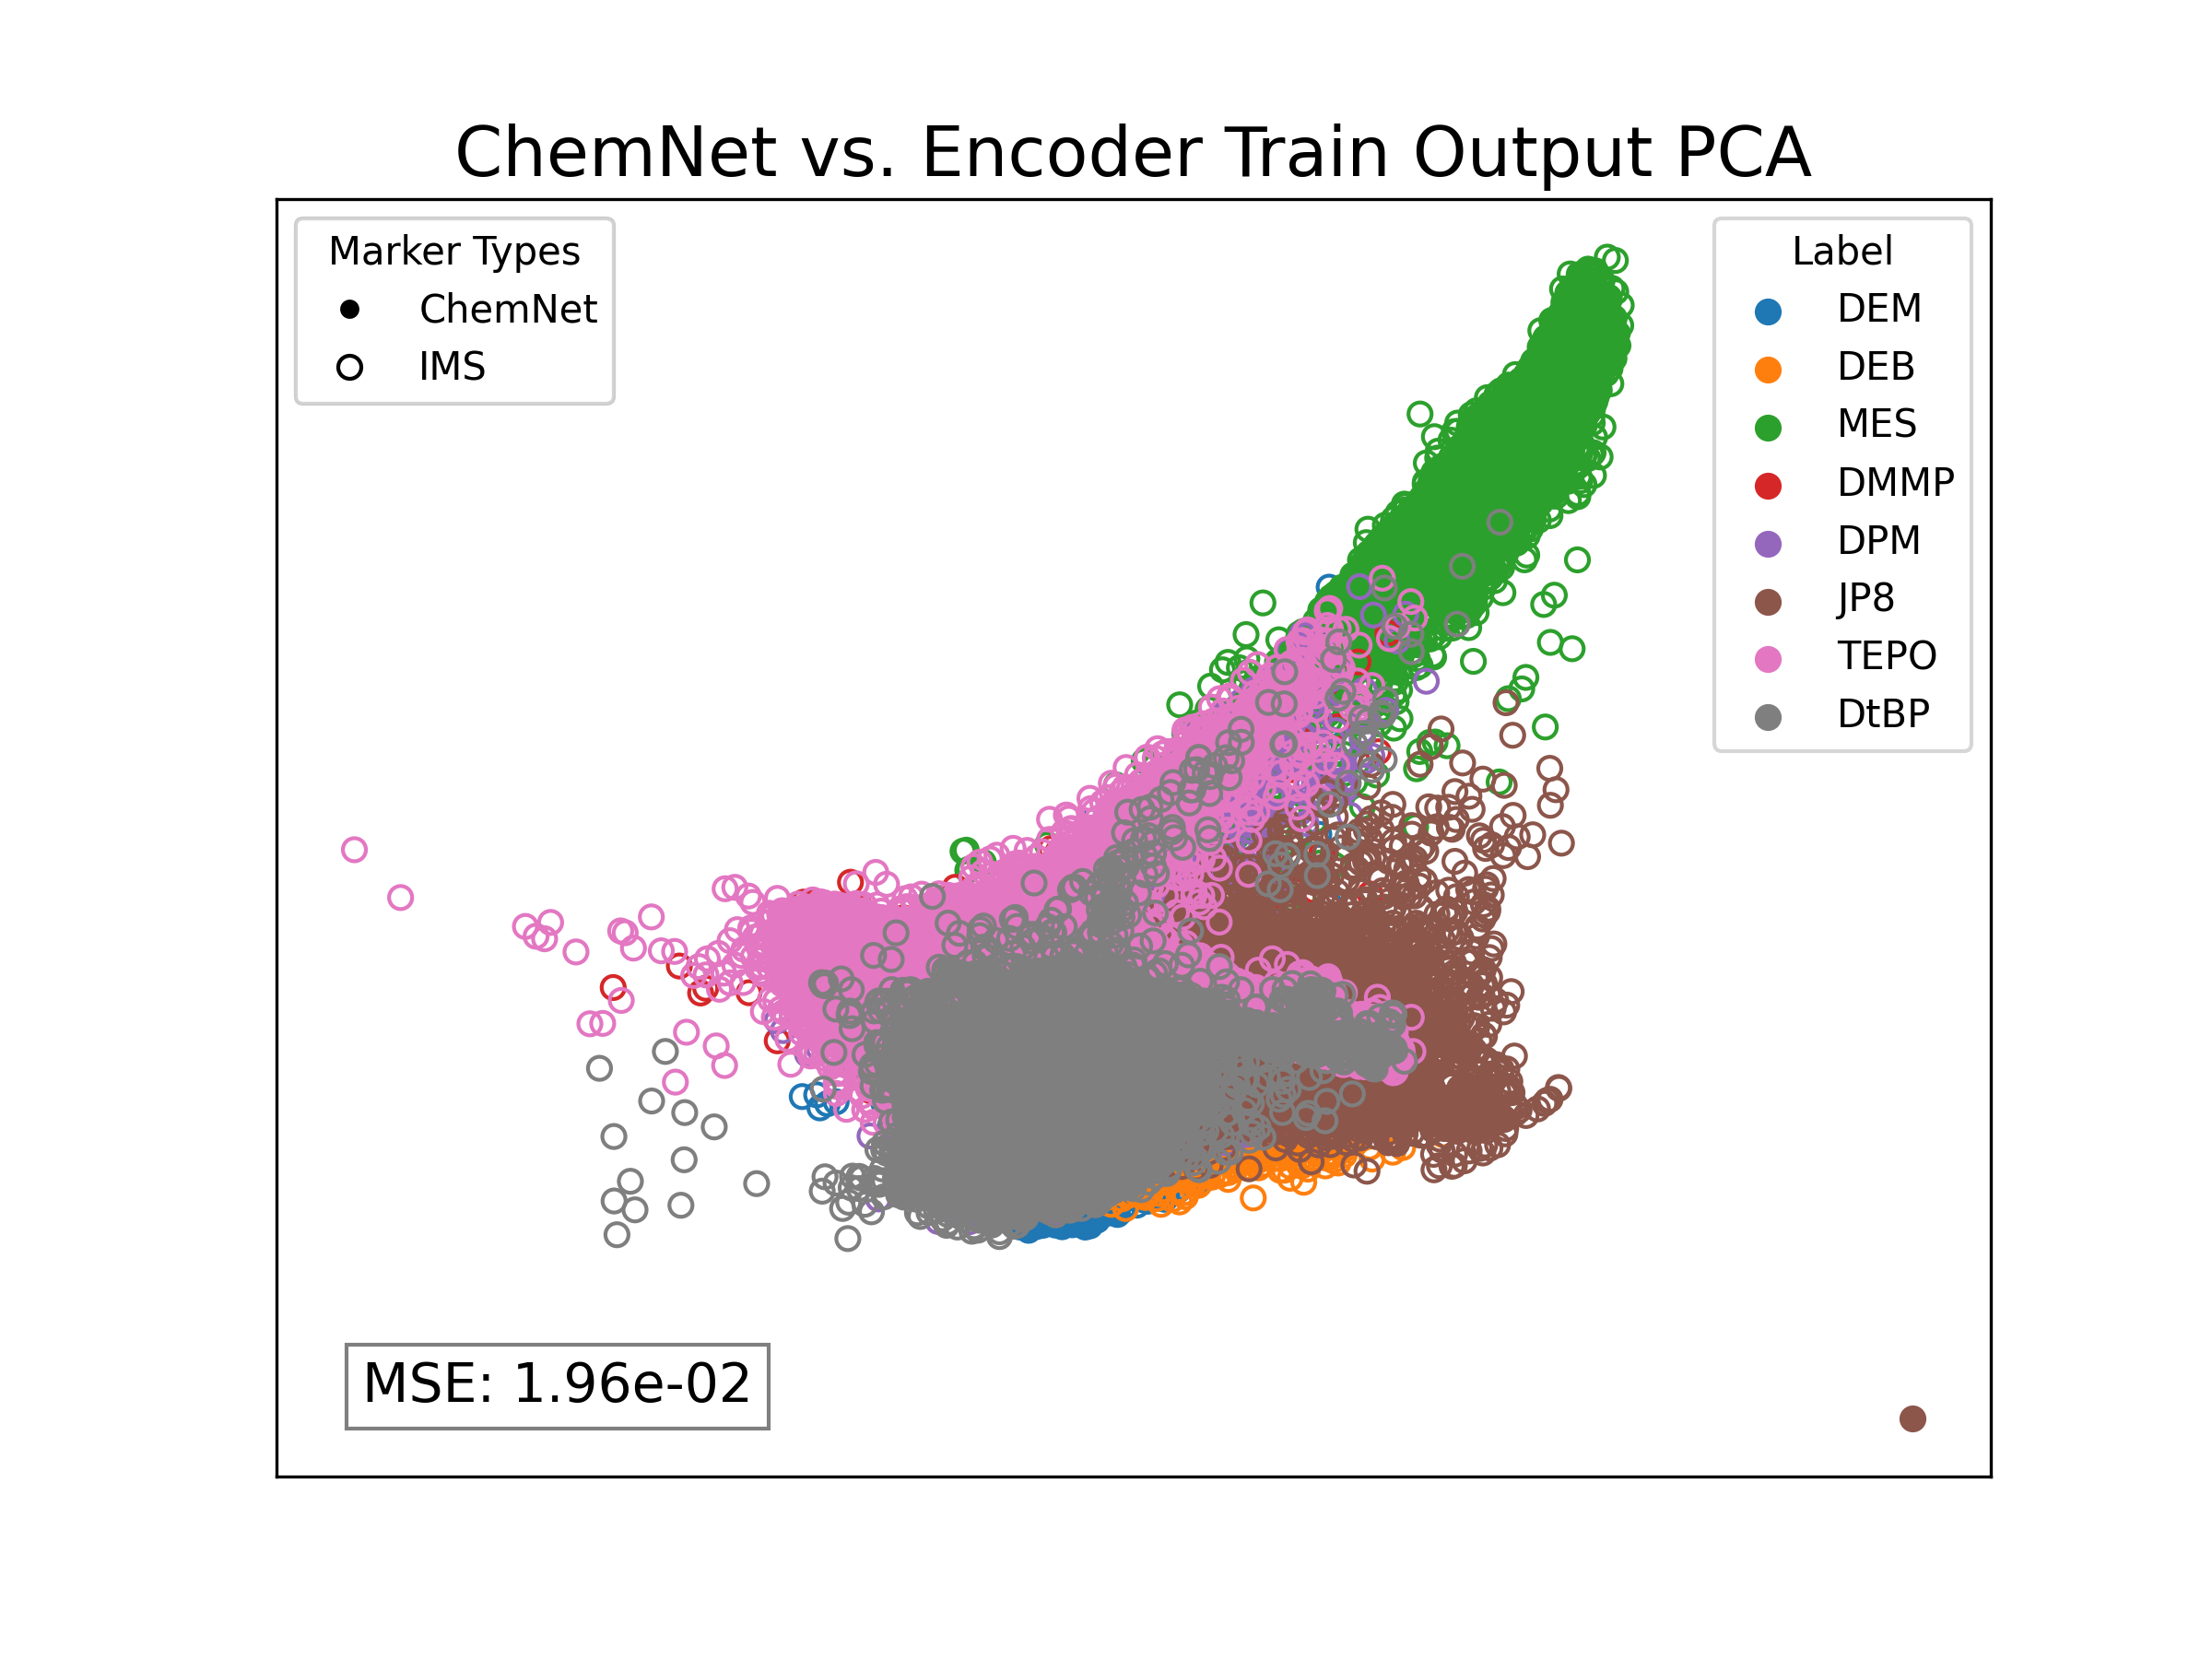 ChemNet vs. Encoder Train Output PCA
Marker Types
ChemNet
IMS
Label
DEM
DEB
MES
DMMP
DPM
JP8
TEPO
DtBP
MSE: 1.96e-02